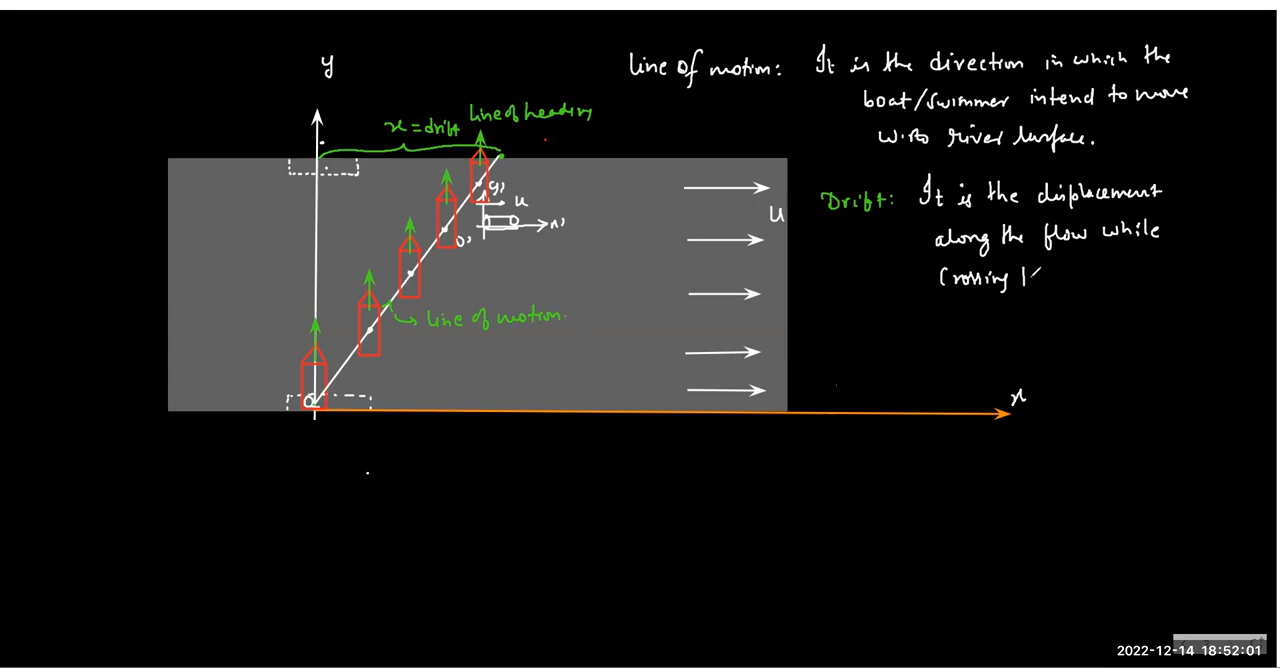 y
line of motion: It is the direction in which the
boat/swimmer intend to move
w.r.to river surface.
line of heading
x = drift
y'
u
x'
o'
U
Drift: It is the displacement
along the flow while
crossing
line of motion.
O
x
2022-12-14 18:52:01